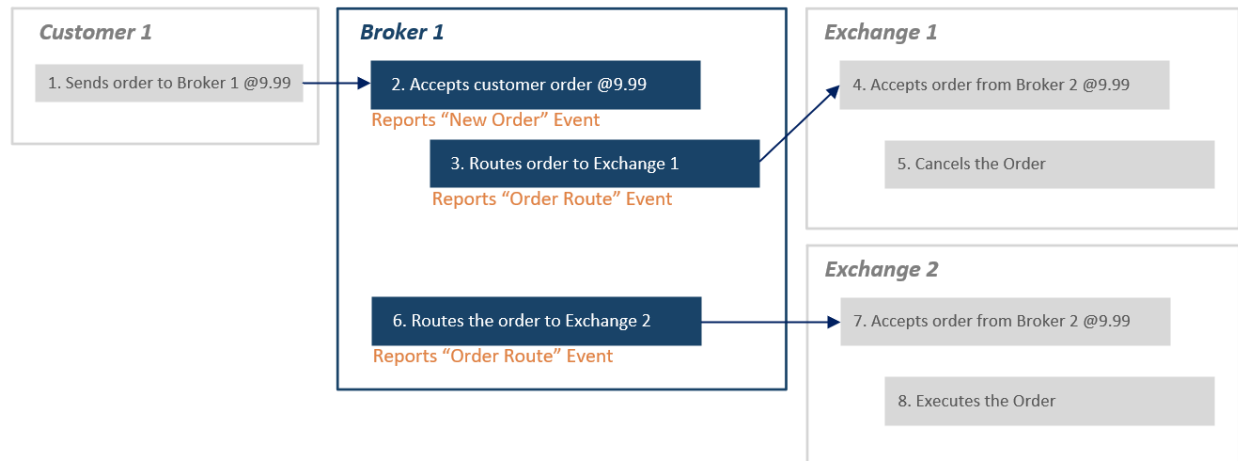 Customer 1
1. Sends order to Broker 1 @9.99
Broker 1
2. Accepts customer order @9.99
Reports “New Order” Event
3. Routes order to Exchange 1
Reports “Order Route” Event
6. Routes the order to Exchange 2
Reports “Order Route” Event
Exchange 1
4. Accepts order from Broker 2 @9.99
5. Cancels the Order
Exchange 2
7. Accepts order from Broker 2 @9.99
8. Executes the Order